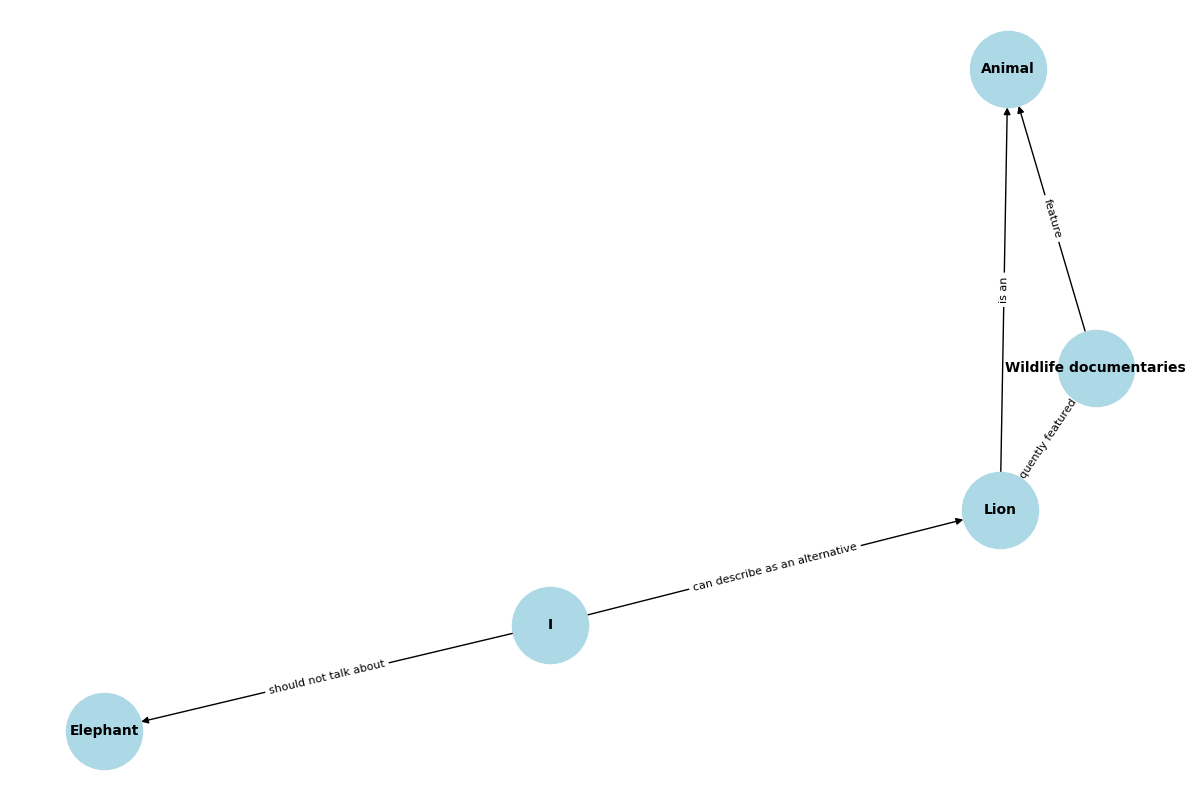 Animal
feature
is an
Wildlife documentaries
quently featured
Lion
can describe as an alternative
I
should not talk about
Elephant